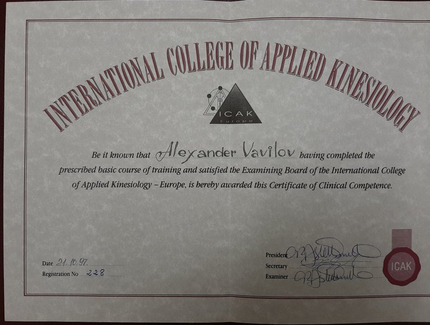 INTERNATIONAL COLLEGE OF APPLIED KINESIOLOGY
ICAK
EUROPE
Be it known that Alexander Vavilov having completed the
prescribed basic course of training and satisfied the Examining Board of the International College
of Applied Kinesiology – Europe, is hereby awarded this Certificate of Clinical Competence.
Date 21.10.97
Registration No 228
President
Secretary
Examiner
ICAK